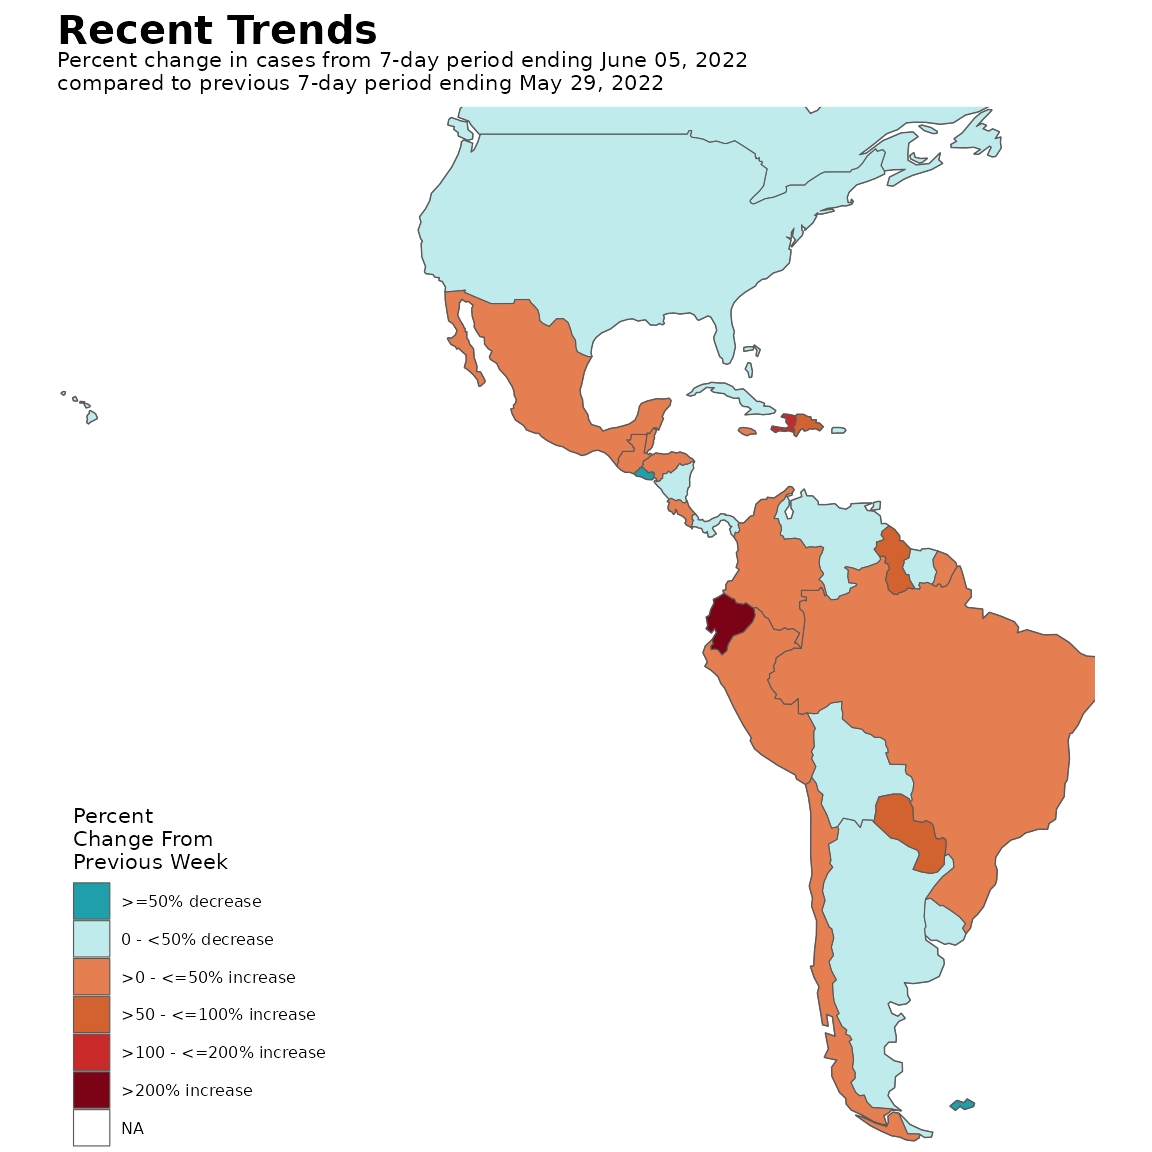 Recent Trends
Percent change in cases from 7-day period ending June 05, 2022
compared to previous 7-day period ending May 29, 2022
Percent
Change From
Previous Week
>=50% decrease
0 - <50% decrease
>0 - <=50% increase
>50 - <=100% increase
>100 - <=200% increase
>200% increase
NA